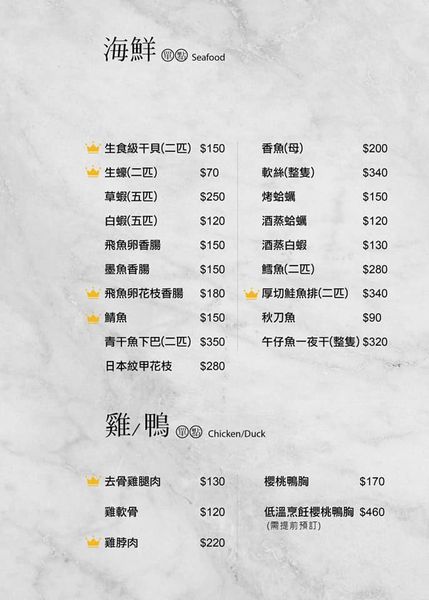 海鮮 單點 Seafood
生食級干貝(二匹) $150
生蠔(二匹) $70
草蝦(五匹) $250
白蝦(五匹) $120
飛魚卵香腸 $150
墨魚香腸 $150
飛魚卵花枝香腸 $180
鯖魚 $150
青干魚下巴(二匹) $350
日本紋甲花枝 $280
香魚(母) $200
軟絲(整隻) $340
烤蛤蠣 $150
酒蒸蛤蠣 $120
酒蒸白蝦 $130
鱈魚(二匹) $280
厚切鮭魚排(二匹) $340
秋刀魚 $90
午仔魚一夜干(整隻) $320
雞/鴨 單點 Chicken/Duck
去骨雞腿肉 $130
雞軟骨 $120
雞脖肉 $220
櫻桃鴨胸 $170
低溫烹飪櫻桃鴨胸 $460
(需提前預訂)